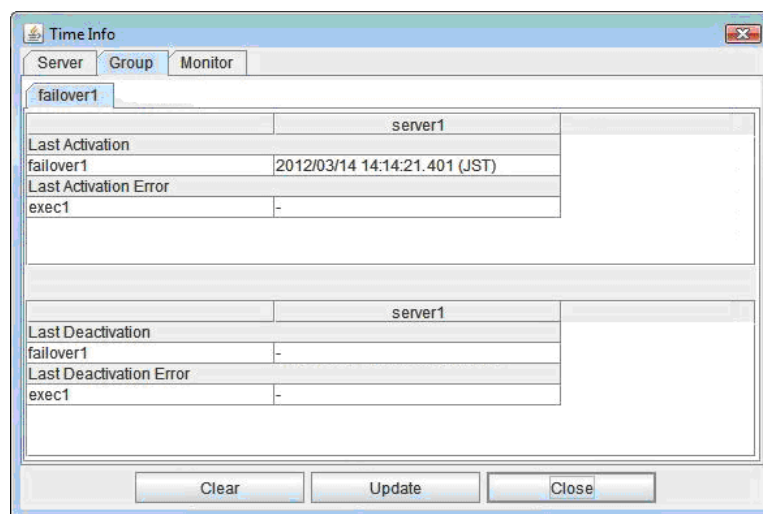 Time Info
Server Group Monitor
failover1
server1
Last Activation
failover1 2012/03/14 14:14:21.401 (JST)
Last Activation Error
exec1 -
server1
Last Deactivation
failover1 -
Last Deactivation Error
exec1 -
Clear Update Close